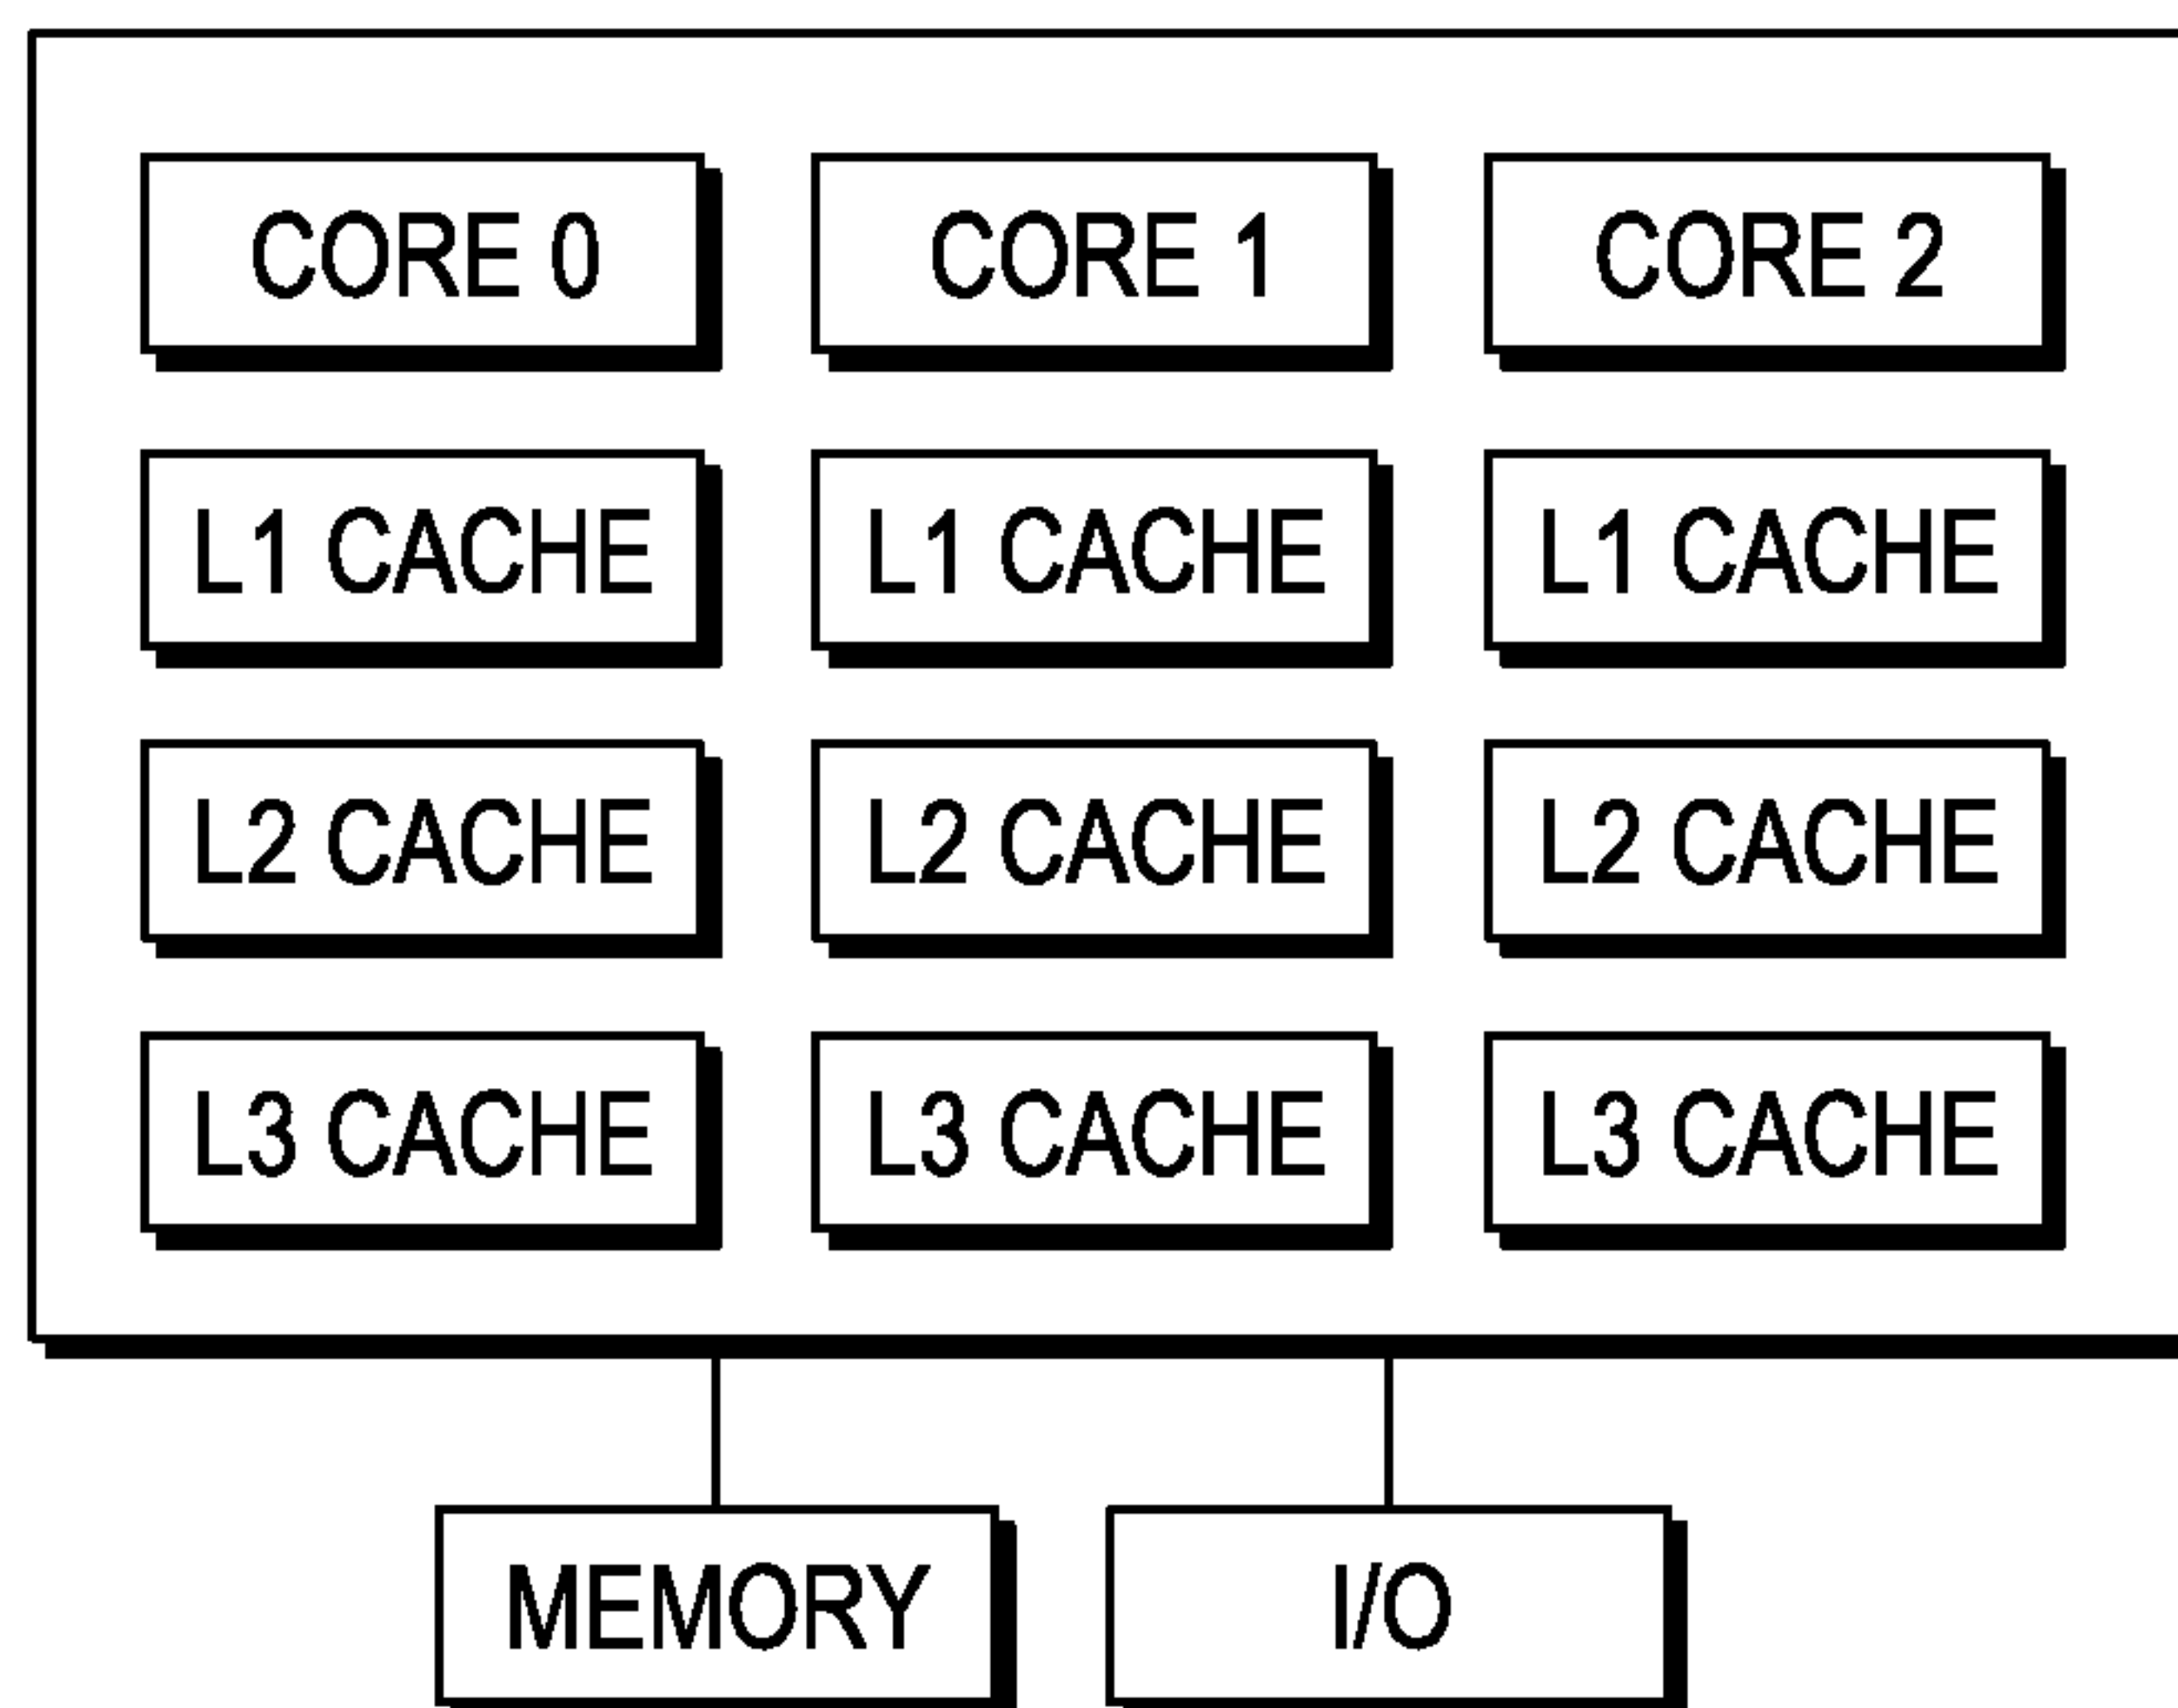 CORE 0 CORE 1 CORE 2
L1 CACHE L1 CACHE L1 CACHE
L2 CACHE L2 CACHE L2 CACHE
L3 CACHE L3 CACHE L3 CACHE
MEMORY I/O